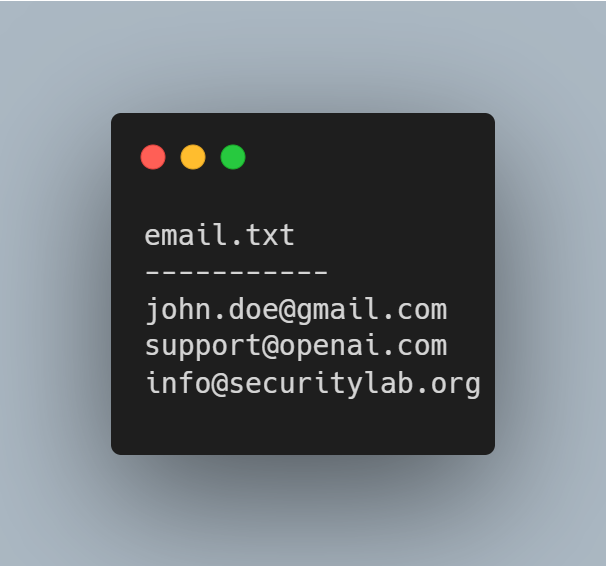 email.txt
-----------
john.doe@gmail.com
support@openai.com
info@securitylab.org